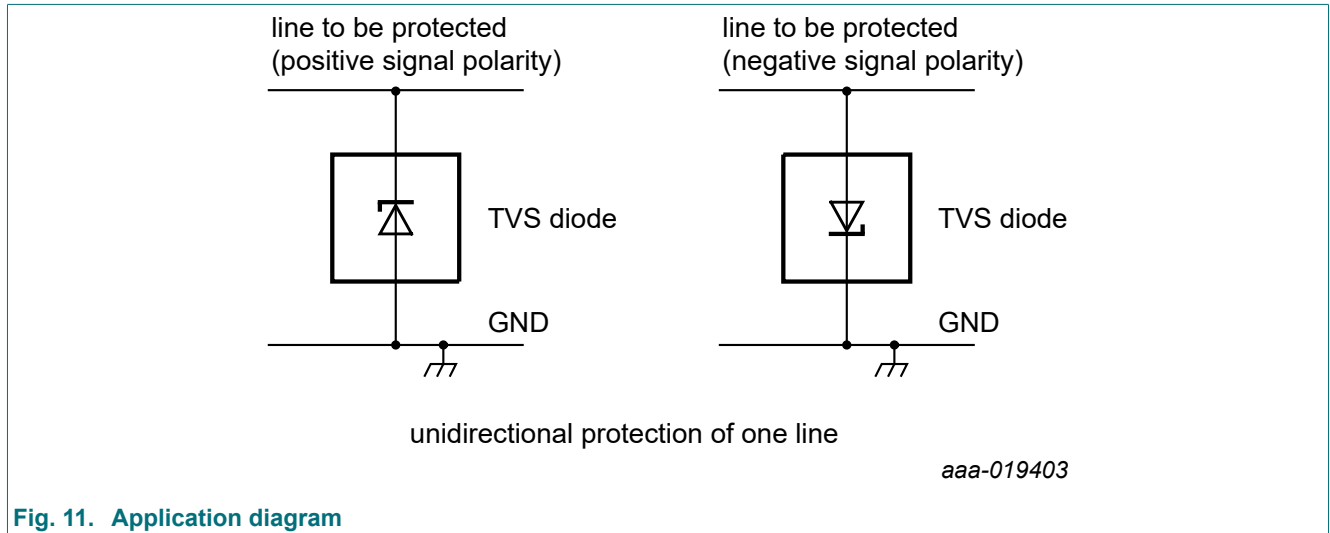 line to be protected
(positive signal polarity)
line to be protected
(negative signal polarity)
TVS diode
TVS diode
GND
GND
unidirectional protection of one line
aaa-019403
Fig. 11. Application diagram